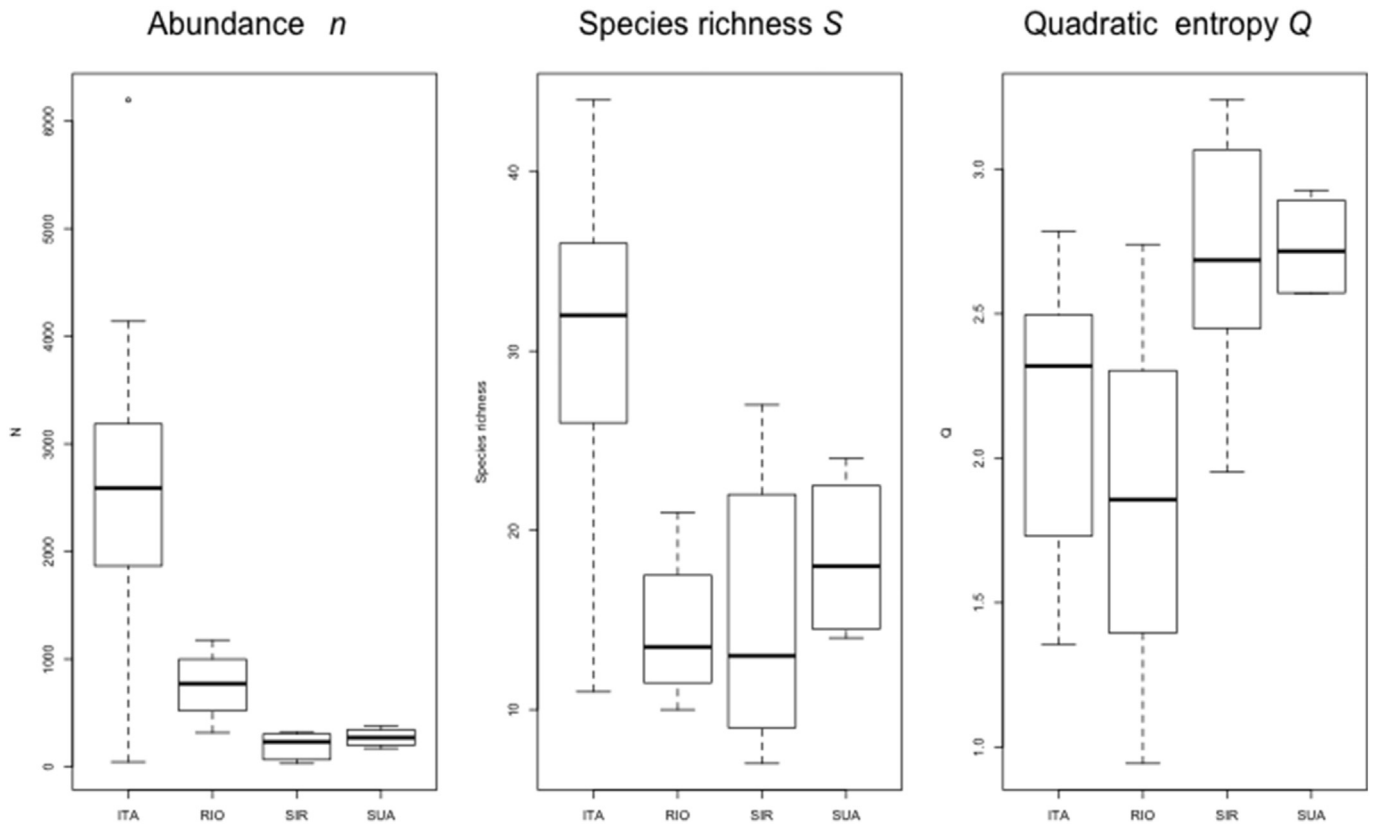 Abundance n
Species richness S
Quadratic entropy Q
N
6000
5000
4000
3000
2000
1000
0
ITA RIO SIR SUA
Species richness
40
30
20
10
ITA RIO SIR SUA
Q
3.0
2.5
2.0
1.5
1.0
ITA RIO SIR SUA